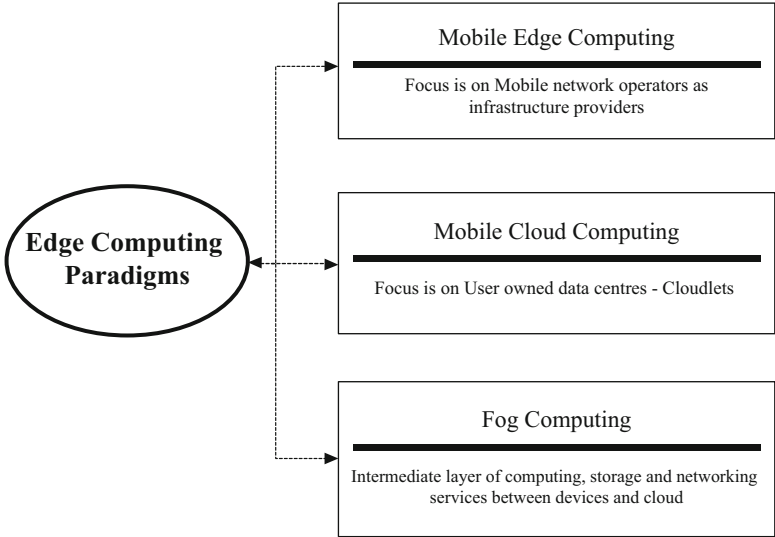 Mobile Edge Computing
Focus is on Mobile network operators as
infrastructure providers
Edge Computing
Paradigms
Mobile Cloud Computing
Focus is on User owned data centres - Cloudlets
Fog Computing
Intermediate layer of computing, storage and networking
services between devices and cloud